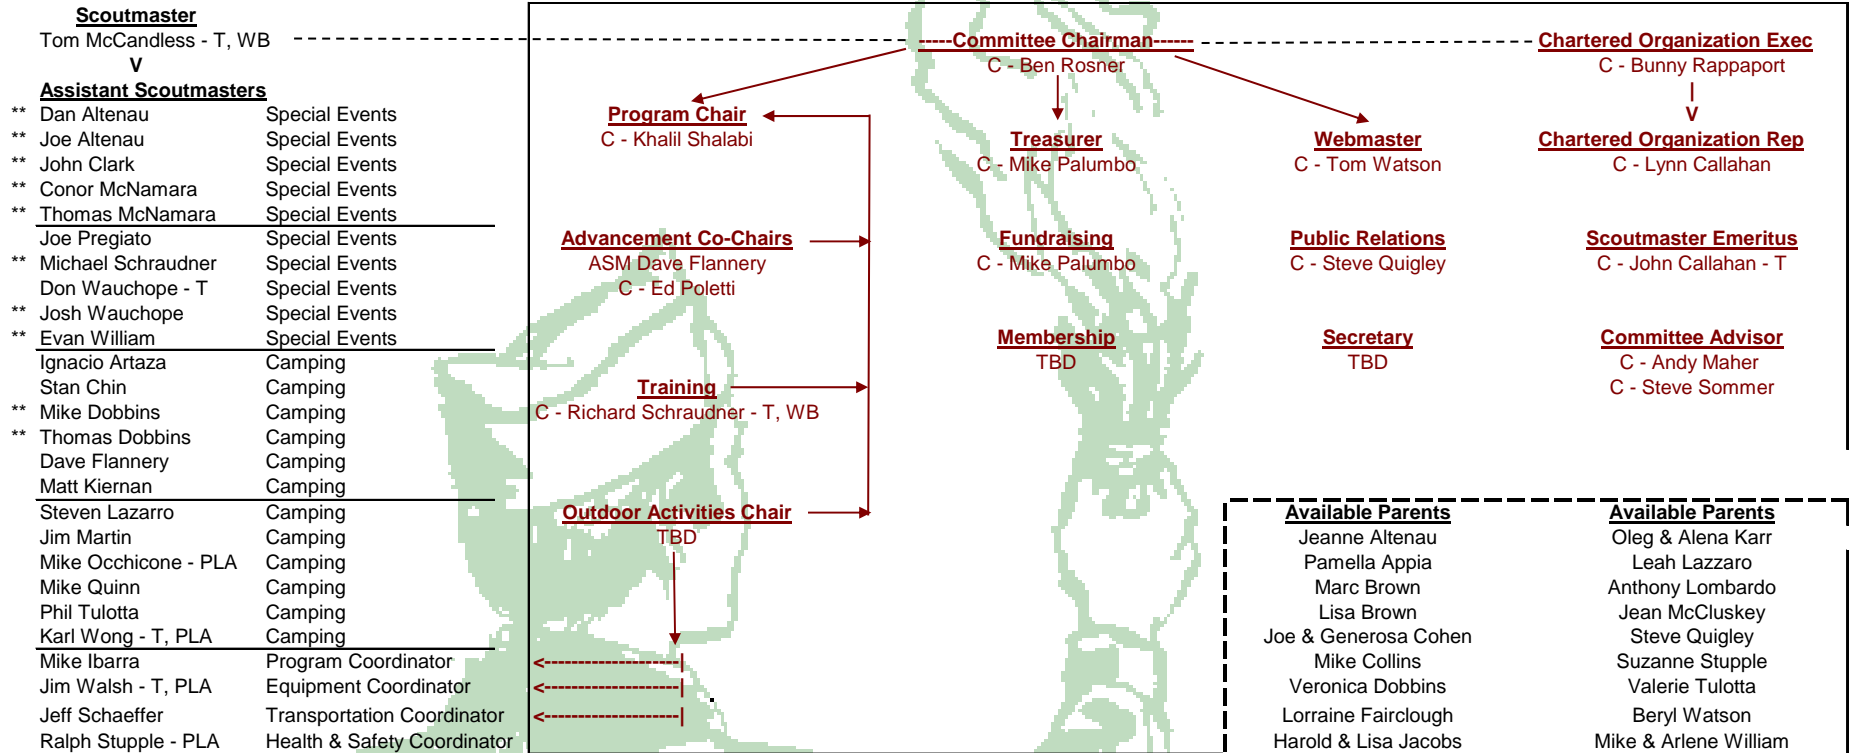 Scoutmaster
Tom McCandless - T, WB
V
Assistant Scoutmasters
** Dan Altenau Special Events
** Joe Altenau Special Events
** John Clark Special Events
** Conor McNamara Special Events
** Thomas McNamara Special Events
Joe Pregiato Special Events
** Michael Schraudner Special Events
Don Wauchope - T Special Events
** Josh Wauchope Special Events
** Evan William Special Events
Ignacio Artaza Camping
Stan Chin Camping
** Mike Dobbins Camping
** Thomas Dobbins Camping
Dave Flannery Camping
Matt Kiernan Camping
Steven Lazarro Camping
Jim Martin Camping
Mike Occhicone - PLA Camping
Mike Quinn Camping
Phil Tulotta Camping
Karl Wong - T, PLA Camping
Mike Ibarra Program Coordinator
Jim Walsh - T, PLA Equipment Coordinator
Jeff Schaeffer Transportation Coordinator
Ralph Stupple - PLA Health & Safety Coordinator
-----Committee Chairman------
C - Ben Rosner
Chartered Organization Exec
C - Bunny Rappaport
|
V
Program Chair
C - Khalil Shalabi
Treasurer
C - Mike Palumbo
Webmaster
C - Tom Watson
Chartered Organization Rep
C - Lynn Callahan
Advancement Co-Chairs
ASM Dave Flannery
C - Ed Poletti
Fundraising
C - Mike Palumbo
Public Relations
C - Steve Quigley
Scoutmaster Emeritus
C - John Callahan - T
Training
C - Richard Schraudner - T, WB
Membership
TBD
Secretary
TBD
Committee Advisor
C - Andy Maher
C - Steve Sommer
Outdoor Activities Chair
TBD
<--------------------|
<--------------------|
<--------------------|
Available Parents
Jeanne Altenau
Pamella Appia
Marc Brown
Lisa Brown
Joe & Generosa Cohen
Mike Collins
Veronica Dobbins
Lorraine Fairclough
Harold & Lisa Jacobs
Available Parents
Oleg & Alena Karr
Leah Lazzaro
Anthony Lombardo
Jean McCluskey
Steve Quigley
Suzanne Stupple
Valerie Tulotta
Beryl Watson
Mike & Arlene William